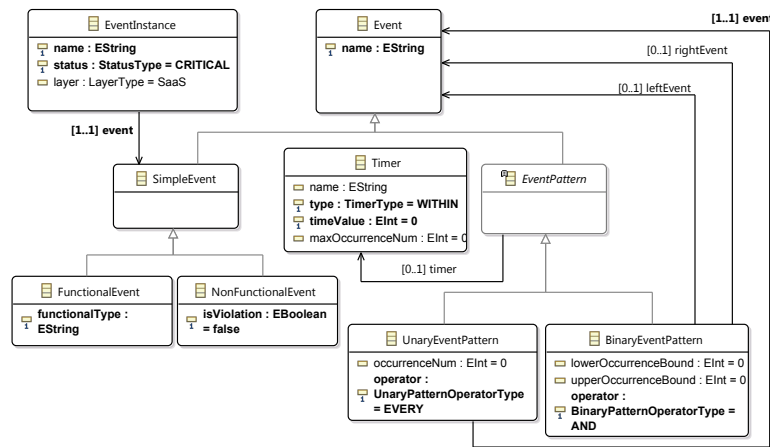 EventInstance
name : EString
status : StatusType = CRITICAL
layer : LayerType = SaaS
Event
name : EString
[1..1] event
[0..1] rightEvent
[0..1] leftEvent
[1..1] event
SimpleEvent
Timer
name : EString
type : TimerType = WITHIN
timeValue : EInt = 0
maxOccurrenceNum : EInt = 0
EventPattern
[0..1] timer
FunctionalEvent
functionalType :
EString
NonFunctionalEvent
isViolation : EBoolean
= false
UnaryEventPattern
occurrenceNum : EInt = 0
operator :
UnaryPatternOperatorType
= EVERY
BinaryEventPattern
lowerOccurrenceBound : EInt = 0
upperOccurrenceBound : EInt = 0
operator :
BinaryPatternOperatorType =
AND